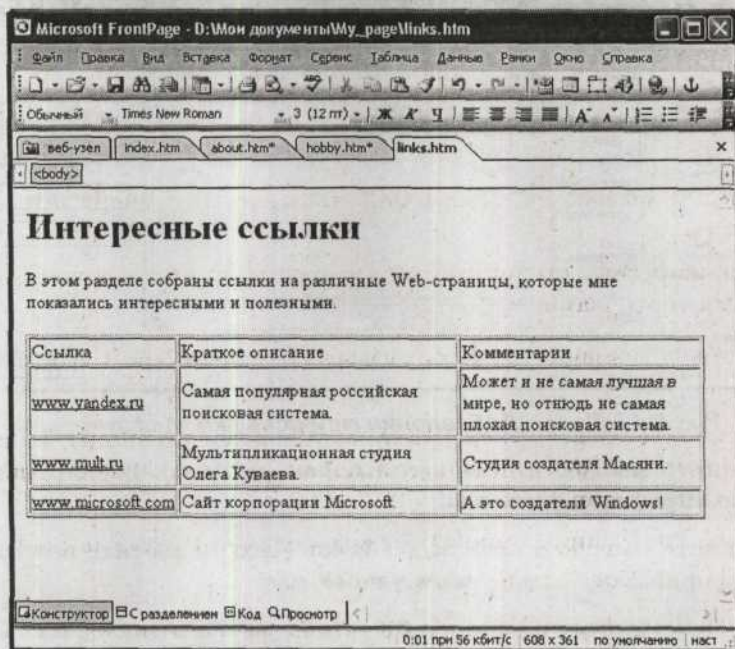 Microsoft FrontPage - D:\Мои документы\My_page\links.htm
Файл Правка Вид Вставка Формат Сервис Таблица Данные Рамки Окно Справка
Обычный Times New Roman 3 (12 пт) Ж К Ч A A
веб-узел index.htm about.htm* hobby.htm* links.htm ×
<body>
Интересные ссылки
В этом разделе собраны ссылки на различные Web-страницы, которые мне
показались интересными и полезными.
Ссылка Краткое описание Комментарии
www.yandex.ru Самая популярная российская поисковая система. Может и не самая лучшая в мире, но отнюдь не самая плохая поисковая система.
www.mult.ru Мультипликационная студия Олега Куваева. Студия создателя Масяни.
www.microsoft.com Сайт корпорации Microsoft. А это создатели Windows!
Конструктор С разделением Код Просмотр
0:01 при 56 кбит/с 608 x 361 по умолчанию наст